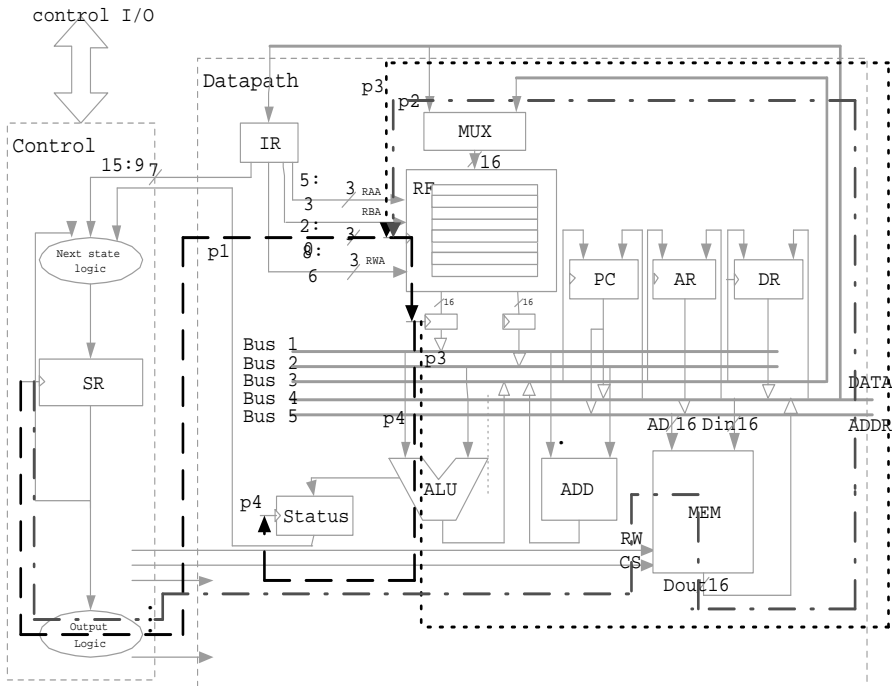 control I/O
Datapath
p3
p2
Control
IR
MUX
15:9
7
16
5:
3
3
RAA
RF
RBA
2:
0
3
8:
6
3
RWA
p1
Next state
logic
PC
AR
DR
16
16
Bus 1
Bus 2
Bus 3
Bus 4
Bus 5
p3
SR
DATA
ADDR
p4
AD
16
Din16
ALU
ADD
p4
Status
MEM
RW
CS
Dout16
Output
Logic